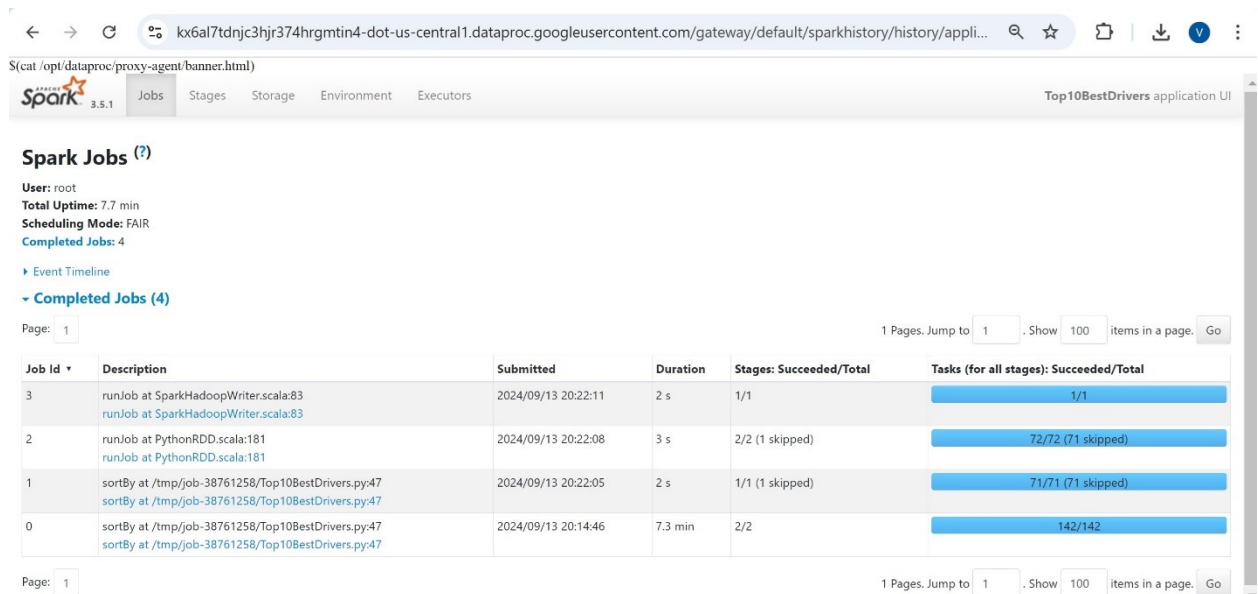 kx6al7tdnjc3hjr374hrgmtin4-dot-us-central1.dataproc.googleusercontent.com/gateway/default/sparkhistory/history/appli... V
$(cat /opt/dataproc/proxy-agent/banner.html)
APACHE Spark 3.5.1 Jobs Stages Storage Environment Executors Top10BestDrivers application UI
Spark Jobs (?)
User: root
Total Uptime: 7.7 min
Scheduling Mode: FAIR
Completed Jobs: 4
Event Timeline
Completed Jobs (4)
Page: 1 1 Pages. Jump to 1 . Show 100 items in a page. Go
Job Id Description Submitted Duration Stages: Succeeded/Total Tasks (for all stages): Succeeded/Total
3 runJob at SparkHadoopWriter.scala:83 2024/09/13 20:22:11 2 s 1/1 1/1
runJob at SparkHadoopWriter.scala:83
2 runJob at PythonRDD.scala:181 2024/09/13 20:22:08 3 s 2/2 (1 skipped) 72/72 (71 skipped)
runJob at PythonRDD.scala:181
1 sortBy at /tmp/job-38761258/Top10BestDrivers.py:47 2024/09/13 20:22:05 2 s 1/1 (1 skipped) 71/71 (71 skipped)
sortBy at /tmp/job-38761258/Top10BestDrivers.py:47
0 sortBy at /tmp/job-38761258/Top10BestDrivers.py:47 2024/09/13 20:14:46 7.3 min 2/2 142/142
sortBy at /tmp/job-38761258/Top10BestDrivers.py:47
Page: 1 1 Pages. Jump to 1 . Show 100 items in a page. Go